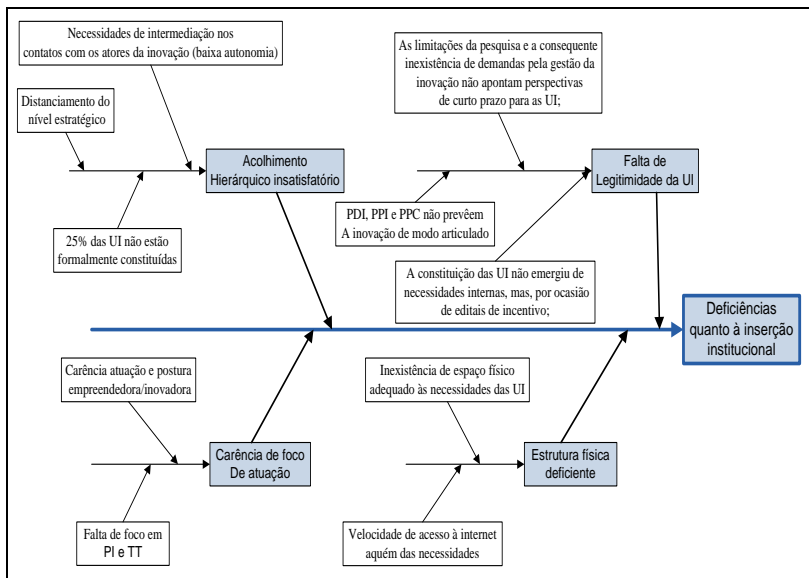 Necessidades de intermediação nos
contatos com os atores da inovação (baixa autonomia)
Distanciamento do
nível estratégico
Acolhimento
Hierárquico insatisfatório
25% das UI não estão
formalmente constituídas
As limitações da pesquisa e a consequente
inexistência de demandas pela gestão da
inovação não apontam perspectivas
de curto prazo para as UI;
Falta de
Legitimidade da UI
PDI, PPI e PPC não prevêem
A inovação de modo articulado
A constituição das UI não emergiu de
necessidades internas, mas, por ocasião
de editais de incentivo;
Deficiências
quanto à inserção
institucional
Carência atuação e postura
empreendedora/inovadora
Carência de foco
De atuação
Falta de foco em
PI e TT
Inexistência de espaço físico
adequado às necessidades das UI
Estrutura física
deficiente
Velocidade de acesso à internet
aquém das necessidades